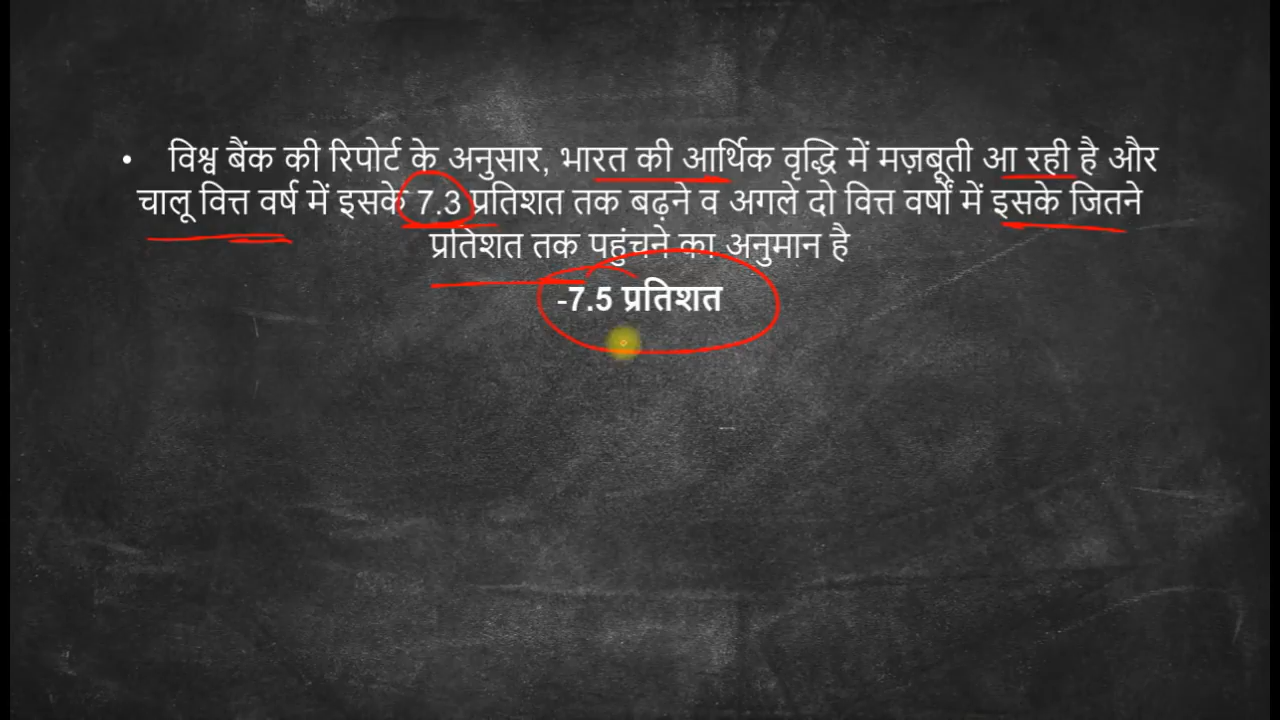 • विश्व बैंक की रिपोर्ट के अनुसार, भारत की आर्थिक वृद्धि में मज़बूती आ रही है और
चालू वित्त वर्ष में इसके 7.3 प्रतिशत तक बढ़ने व अगले दो वित्त वर्षों में इसके जितने
प्रतिशत तक पहुंचने का अनुमान है
-7.5 प्रतिशत